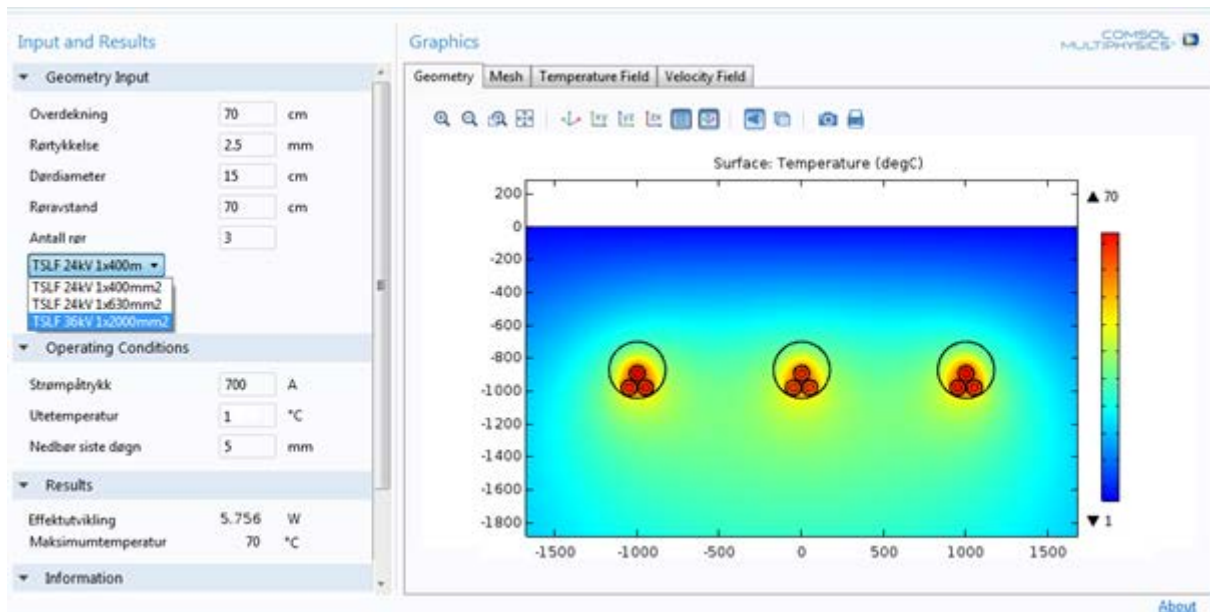 Input and Results
Geometry Input
Overdekning 70 cm
Rørtykkelse 2.5 mm
Dørdiameter 15 cm
Røravstand 70 cm
Antall rør 3
TSLF 24kV 1x400m
TSLF 24kV 1x400mm2
TSLF 24kV 1x630mm2
TSLF 36kV 1x2000mm2
Operating Conditions
Strømpåtrykk 700 A
Utetemperatur 1 °C
Nedbør siste døgn 5 mm
Results
Effektutvikling 5.756 W
Maksimumtemperatur 70 °C
Information
Graphics
COMSOL
MULTIPHYSICS
Geometry Mesh Temperature Field Velocity Field
xy yz zx
Surface: Temperature (degC)
200
0
-200
-400
-600
-800
-1000
-1200
-1400
-1600
-1800
-1500 -1000 -500 0 500 1000 1500
▲ 70
▼ 1
About